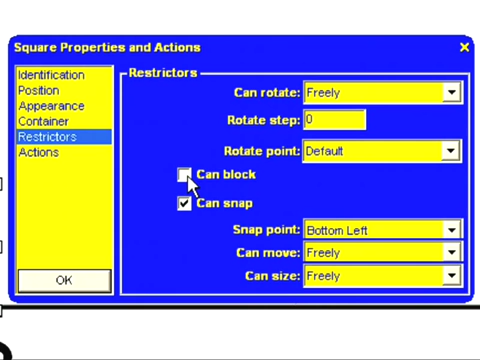 Square Properties and Actions
Identification
Position
Appearance
Container
Restrictors
Actions
OK
Restrictors
Can rotate: Freely
Rotate step: 0
Rotate point: Default
Can block
Can snap
Snap point: Bottom Left
Can move: Freely
Can size: Freely